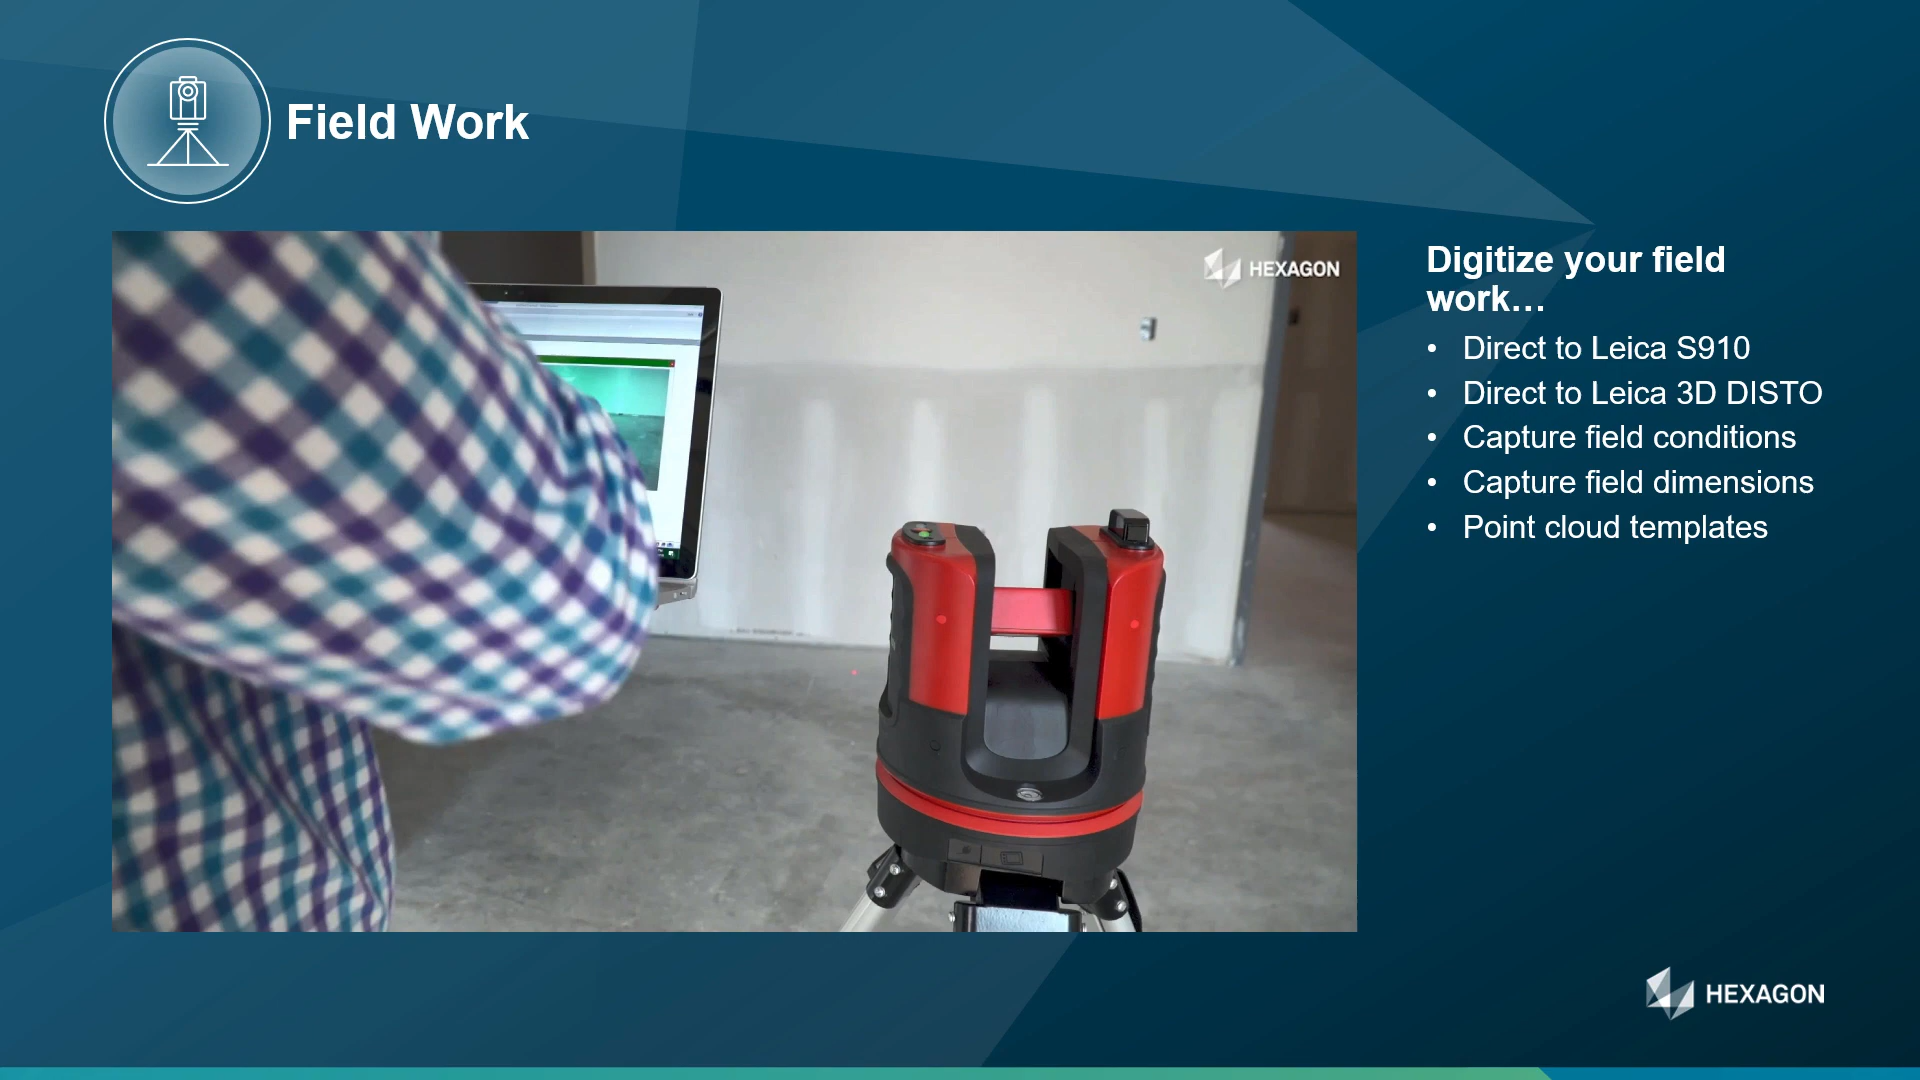 Field Work
HEXAGON
Digitize your field
work…
• Direct to Leica S910
• Direct to Leica 3D DISTO
• Capture field conditions
• Capture field dimensions
• Point cloud templates
HEXAGON